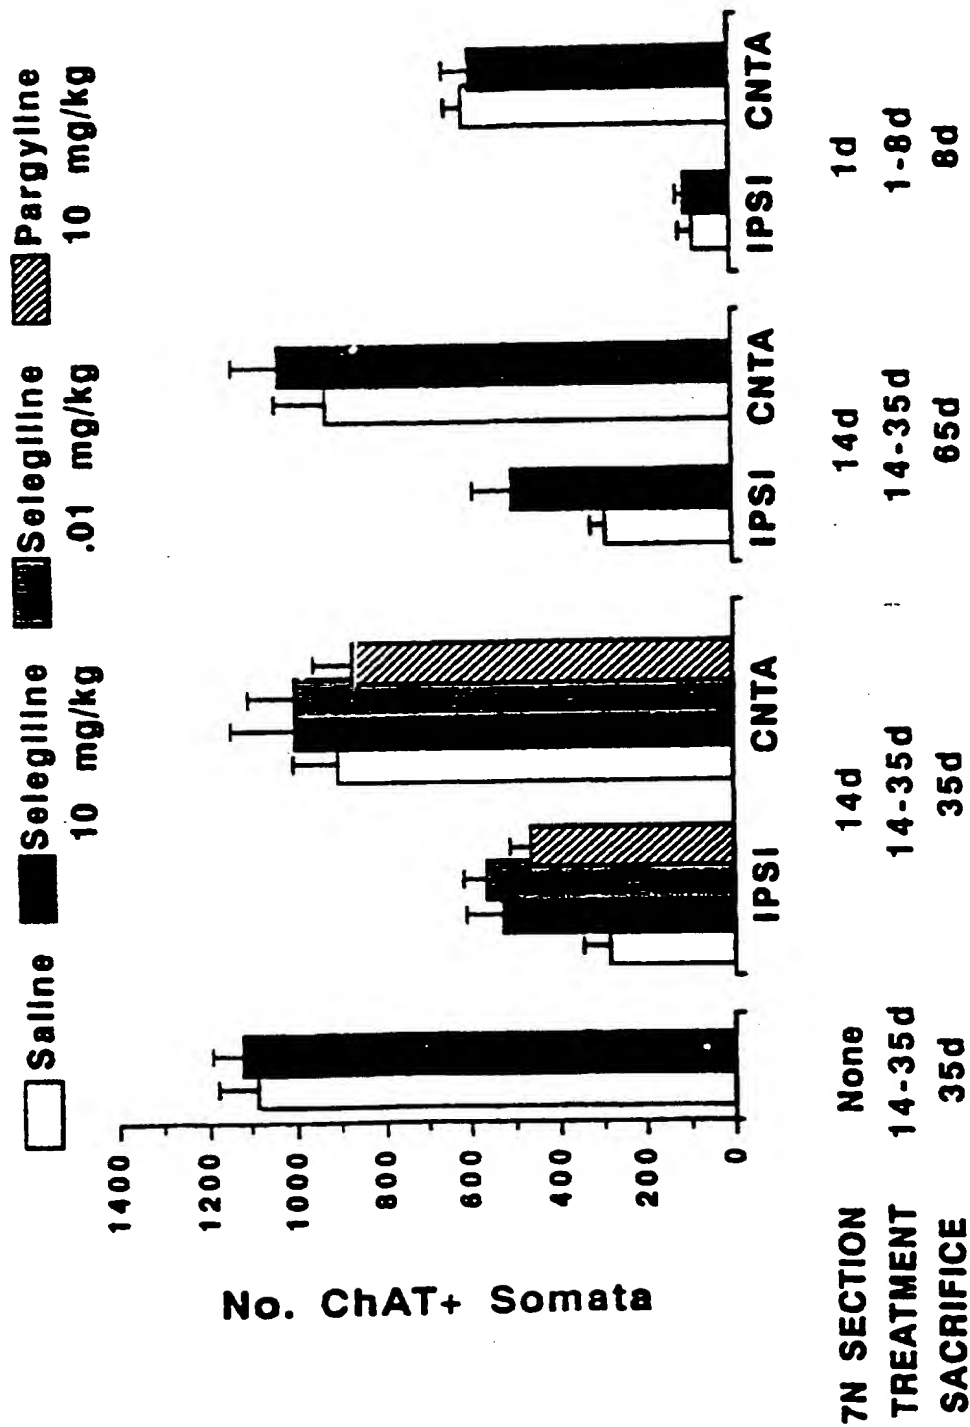 Saline
Selegiline
10 mg/kg
Selegiline
.01 mg/kg
Pargyline
10 mg/kg
No. ChAT+ Somata
1400
1200
1000
800
600
400
200
0
IPSI CNTA IPSI CNTA IPSI CNTA
7N SECTION None 14d 14d 1d
TREATMENT 14-35d 14-35d 14-35d 1-8d
SACRIFICE 35d 35d 65d 8d